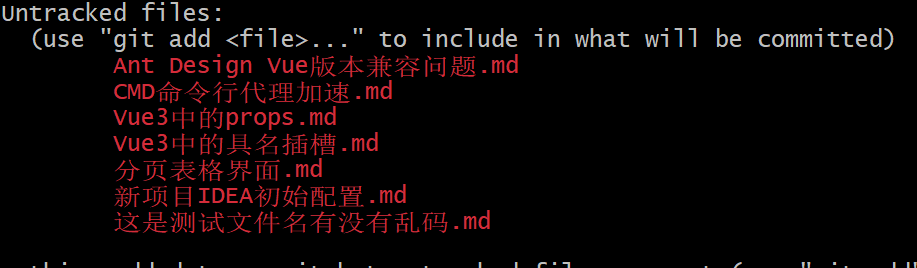 Untracked files:
(use "git add <file>..." to include in what will be committed)
Ant Design Vue版本兼容问题.md
CMD命令行代理加速.md
Vue3中的props.md
Vue3中的具名插槽.md
分页表格界面.md
新项目IDEA初始配置.md
这是测试文件名有没有乱码.md